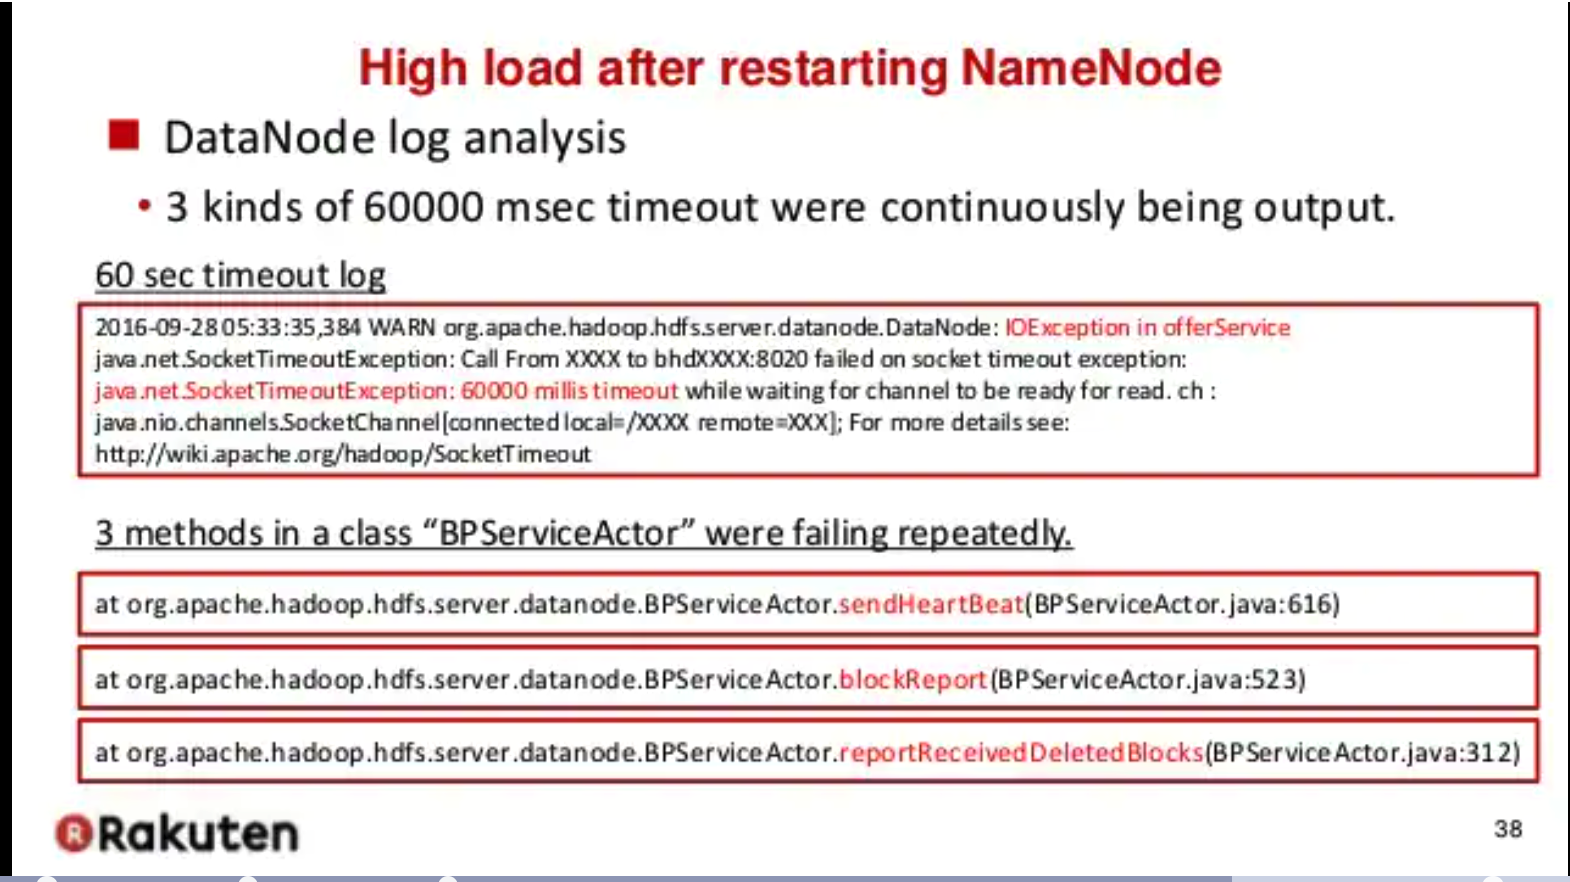 High load after restarting NameNode
DataNode log analysis
• 3 kinds of 60000 msec timeout were continuously being output.
60 sec timeout log
2016-09-28 05:33:35,384 WARN org.apache.hadoop.hdfs.server.datanode.DataNode: IOException in offerService
java.net.SocketTimeoutException: Call From XXXX to bhdXXXX:8020 failed on socket timeout exception:
java.net.SocketTimeoutException: 60000 millis timeout while waiting for channel to be ready for read. ch :
java.nio.channels.SocketChannel[connected local=/XXXX remote=XXX]; For more details see:
http://wiki.apache.org/hadoop/SocketTimeout
3 methods in a class “BPServiceActor” were failing repeatedly.
at org.apache.hadoop.hdfs.server.datanode.BPServiceActor.sendHeartBeat(BPServiceActor.java:616)
at org.apache.hadoop.hdfs.server.datanode.BPServiceActor.blockReport(BPServiceActor.java:523)
at org.apache.hadoop.hdfs.server.datanode.BPServiceActor.reportReceivedDeletedBlocks(BPServiceActor.java:312)
R Rakuten
38